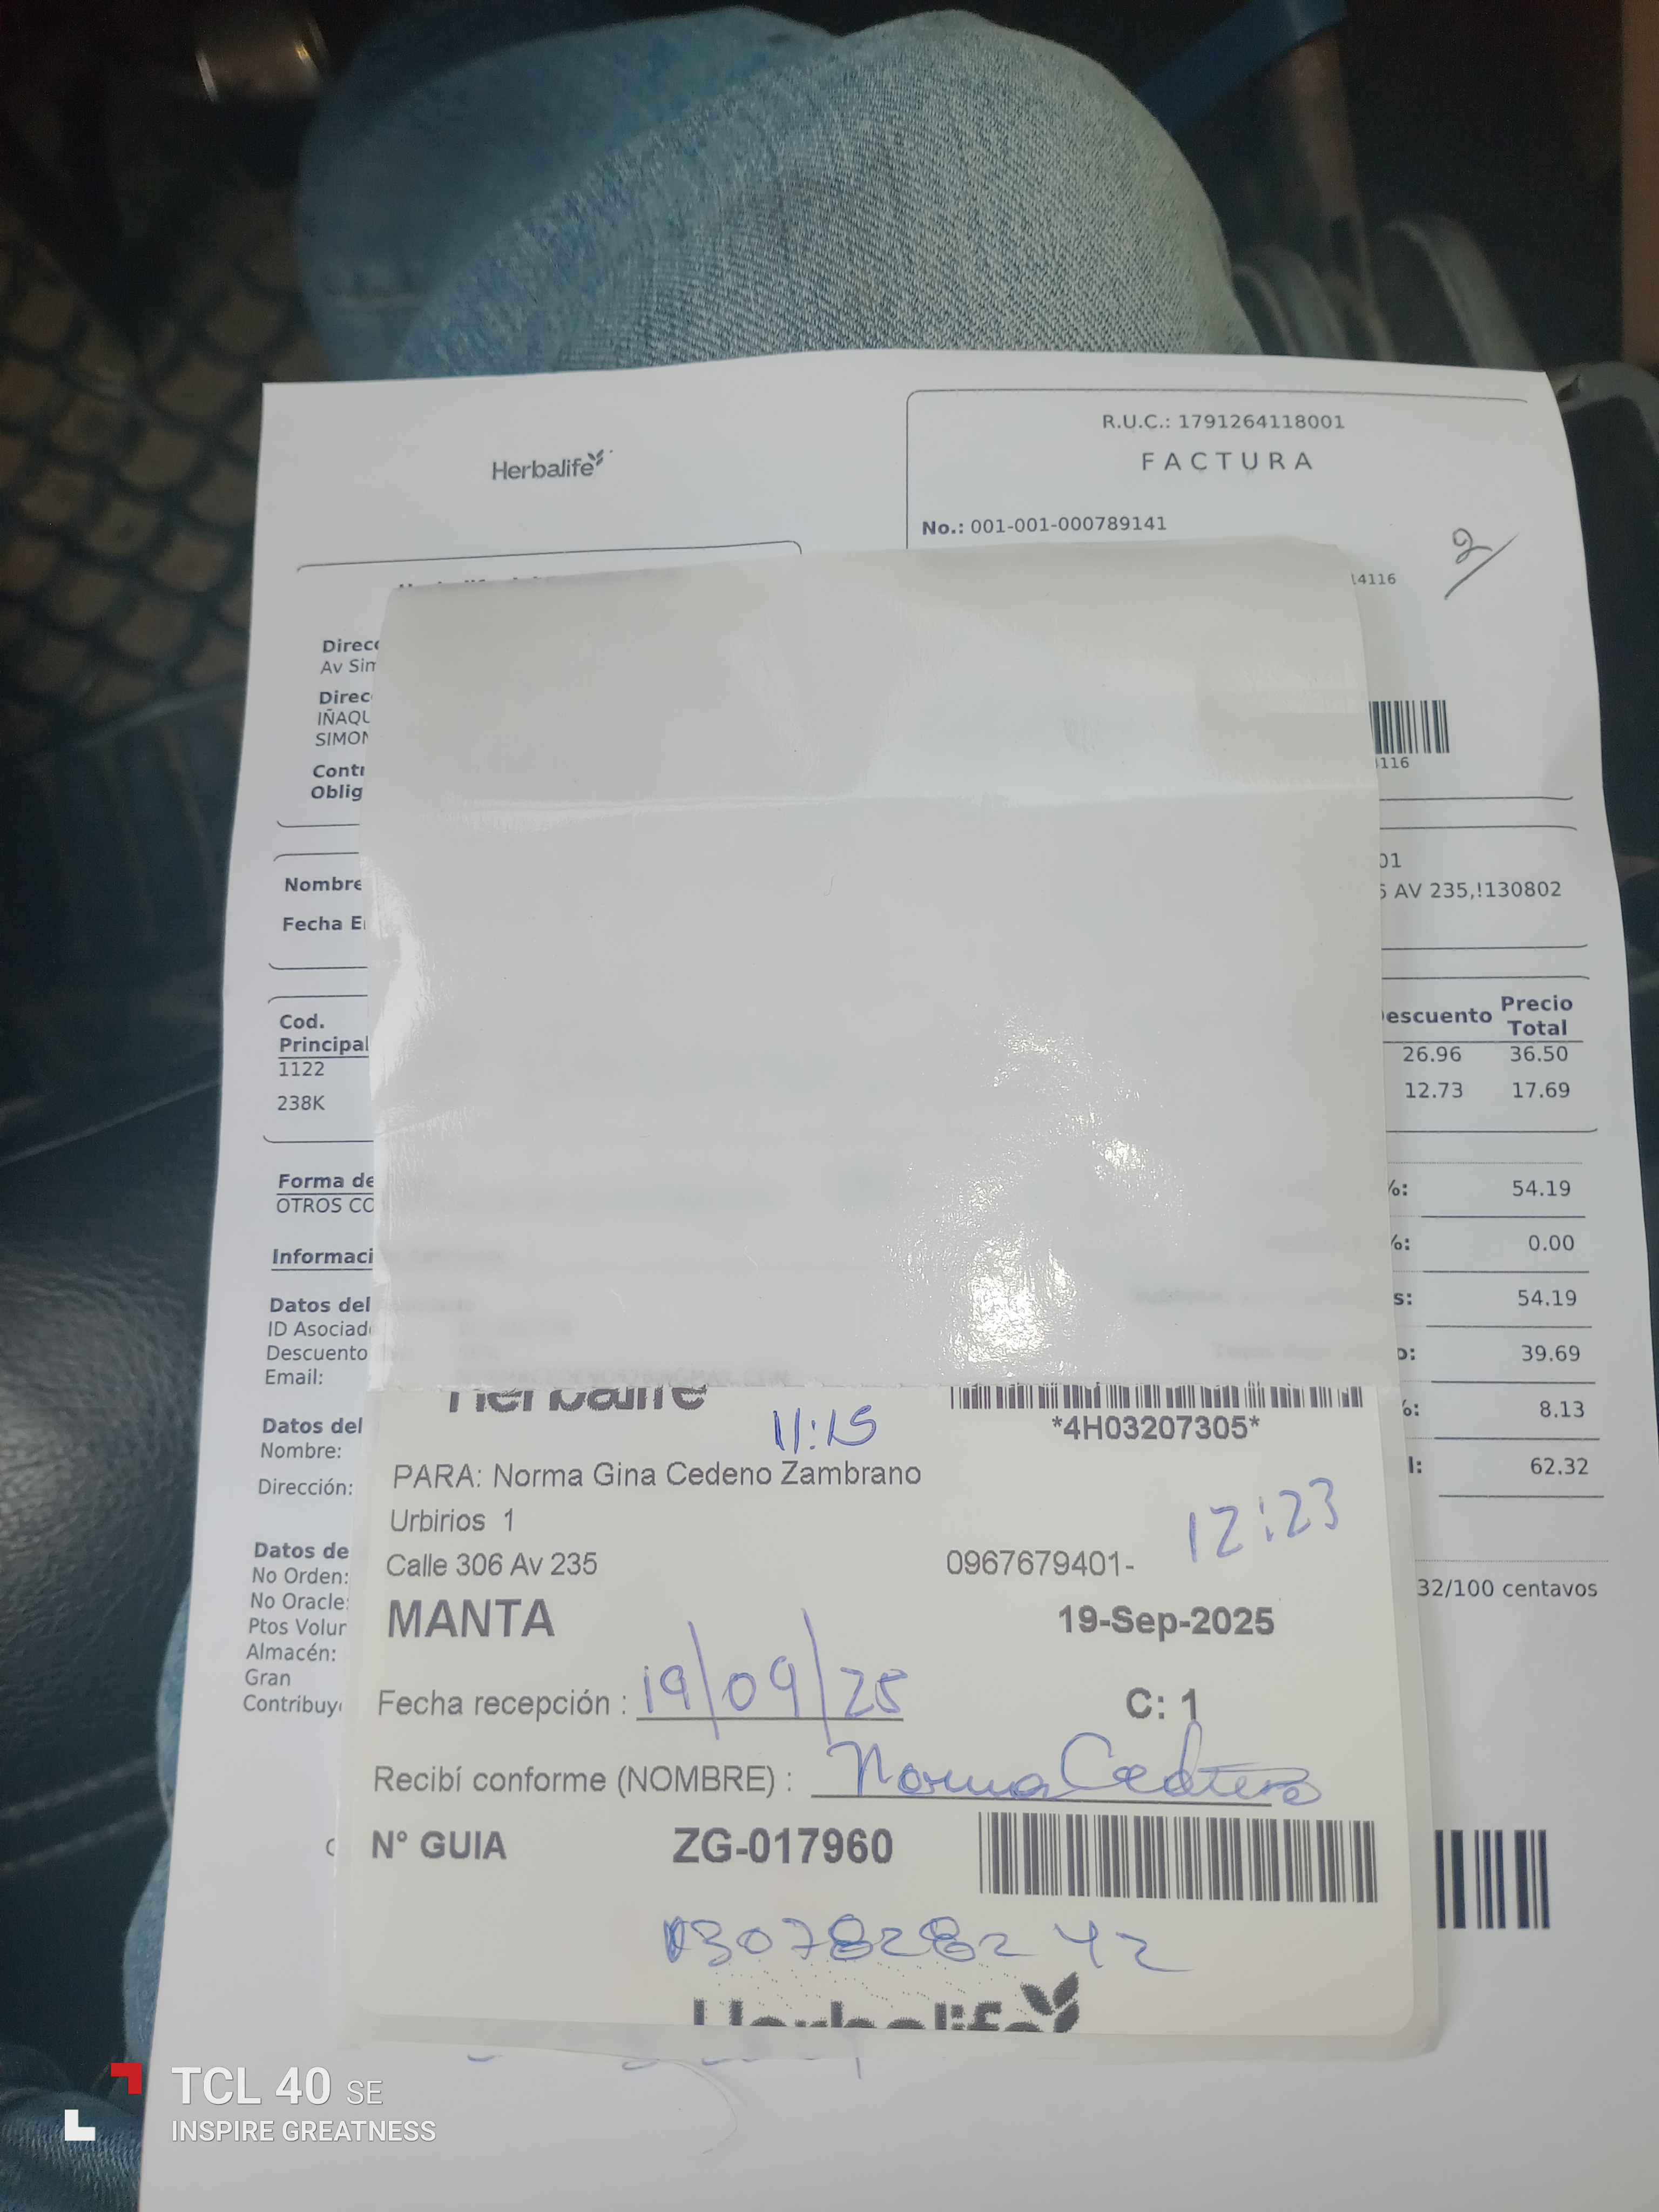 Herbalife
R.U.C.: 1791264118001
FACTURA
No.: 001-001-000789141
2/
14116
Direc
Av Sim
Direc
IÑAQU
SIMON
116
Contr
Oblig
01
Nombre
5 AV 235,!130802
Fecha E
Cod.
Principal
escuento
Precio
Total
1122
26.96 36.50
238K
12.73 17.69
Forma de
OTROS CO
%: 54.19
Informaci
%: 0.00
Datos del
s: 54.19
ID Asociad
Descuento
o: 39.69
Email:
Herbalife
11:15
*4H03207305*
Datos del
%: 8.13
Nombre:
PARA: Norma Gina Cedeno Zambrano
l: 62.32
Dirección:
Urbirios 1
12:23
Calle 306 Av 235
0967679401-
Datos de
No Orden:
32/100 centavos
No Oracle:
MANTA
19-Sep-2025
Ptos Volur
Almacén:
Gran
Contribuy
Fecha recepción : 19/09/25
C: 1
Recibí conforme (NOMBRE) : Norma Cedeno
N° GUIA ZG-017960
1307828242
Herbalife
TCL 40 SE
INSPIRE GREATNESS